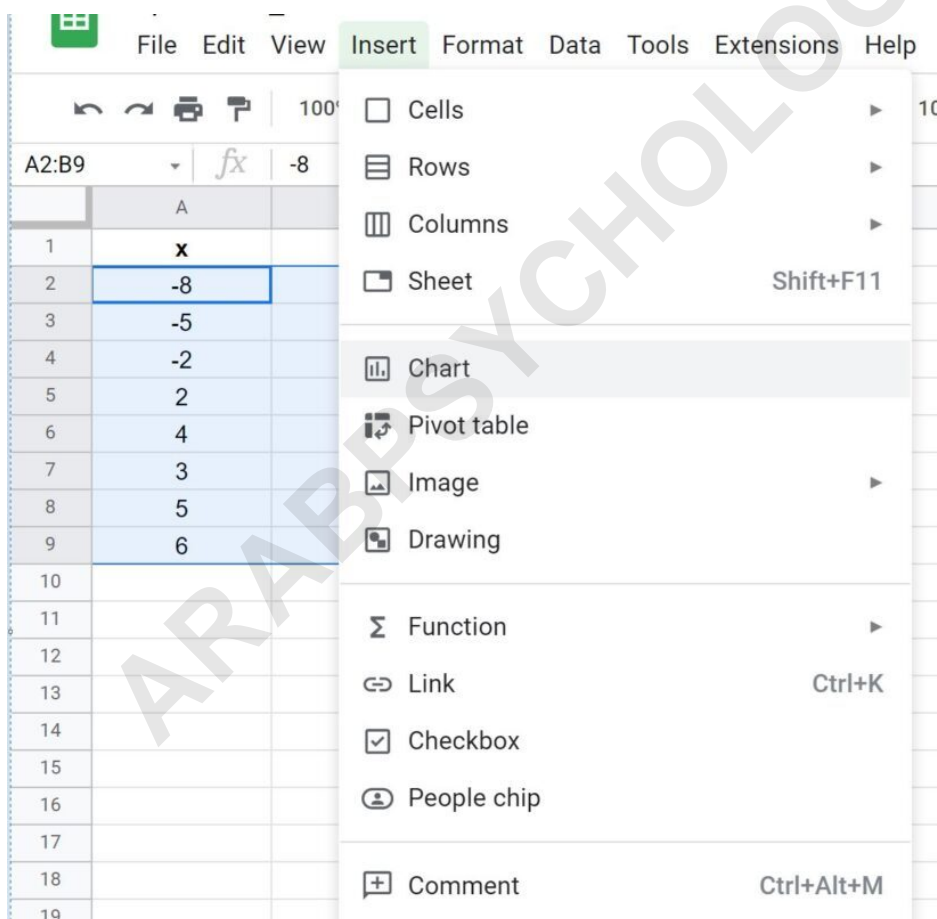 File Edit View Insert Format Data Tools Extensions Help
100%
10
A2:B9 fx -8
A
1 x
2 -8
3 -5
4 -2
5 2
6 4
7 3
8 5
9 6
10
11
12
13
14
15
16
17
18
19
Cells
Rows
Columns
Sheet Shift+F11
Chart
Pivot table
Image
Drawing
Σ Function
Link Ctrl+K
Checkbox
People chip
Comment Ctrl+Alt+M
ARABPSYCHOLO